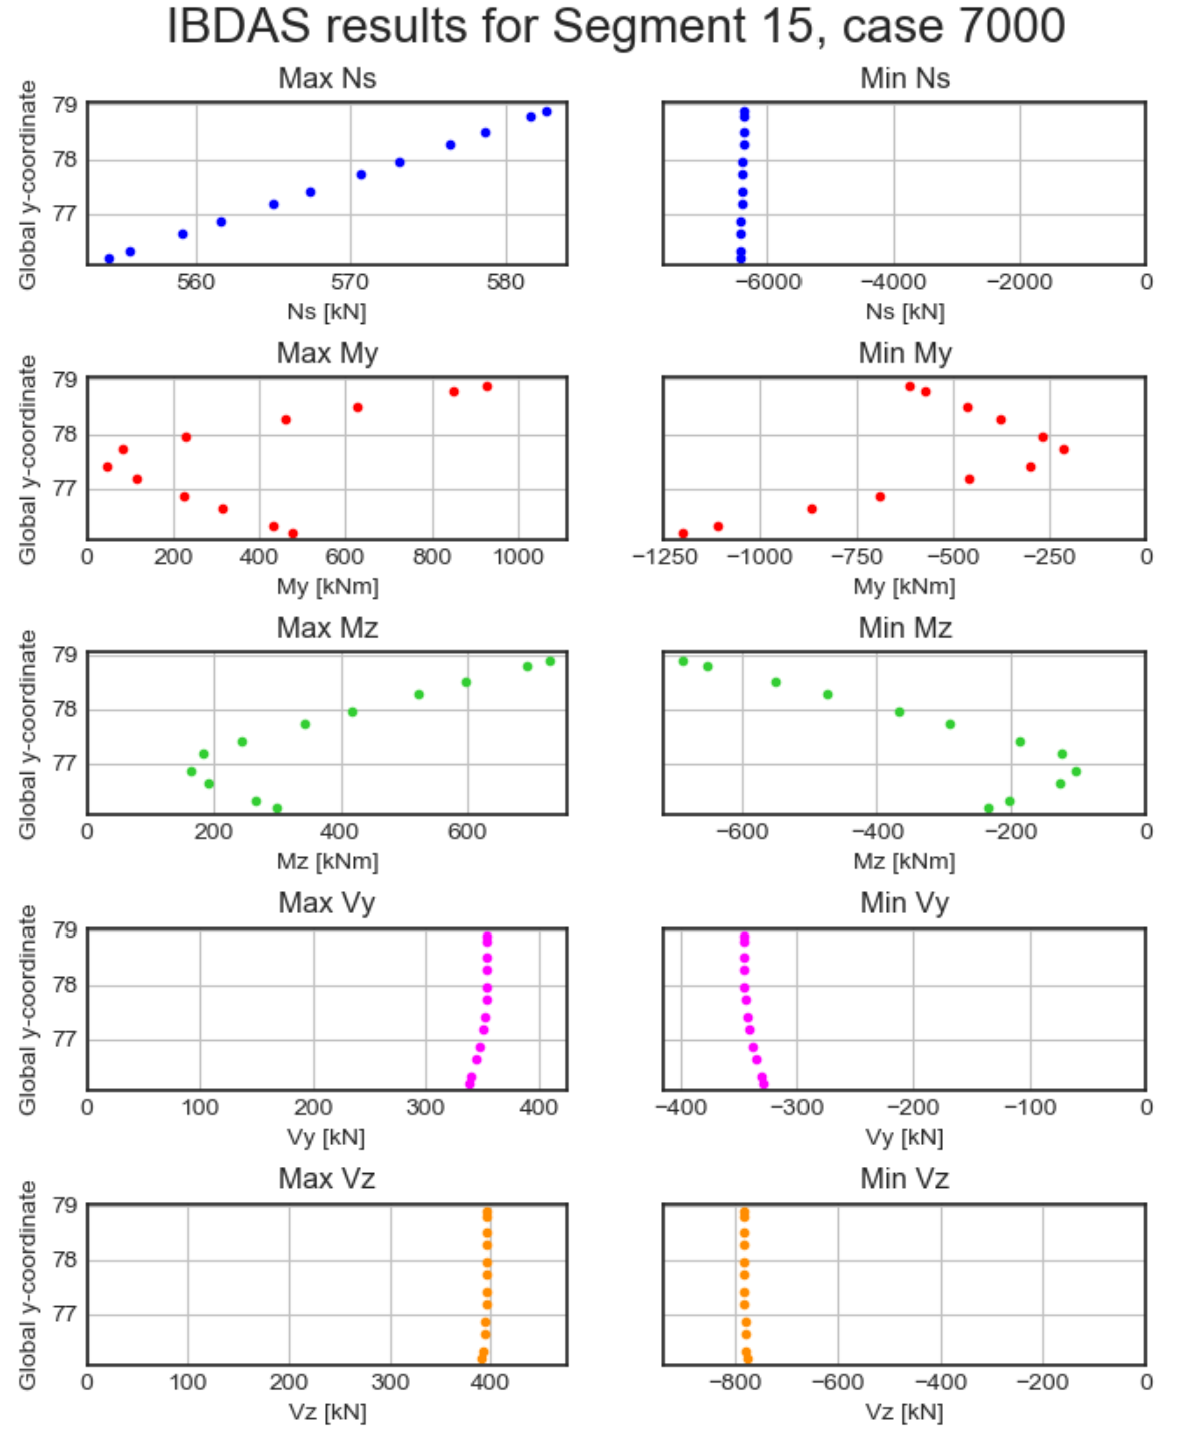 IBDAS results for Segment 15, case 7000
Max Ns
Min Ns
Global y-coordinate
79
78
77
560 570 580
−6000 −4000 −2000 0
Ns [kN]
Ns [kN]
Max My
Min My
Global y-coordinate
79
78
77
0 200 400 600 800 1000
−1250 −1000 −750 −500 −250 0
My [kNm]
My [kNm]
Max Mz
Min Mz
Global y-coordinate
79
78
77
0 200 400 600
−600 −400 −200 0
Mz [kNm]
Mz [kNm]
Max Vy
Min Vy
Global y-coordinate
79
78
77
0 100 200 300 400
−400 −300 −200 −100 0
Vy [kN]
Vy [kN]
Max Vz
Min Vz
Global y-coordinate
79
78
77
0 100 200 300 400
−800 −600 −400 −200 0
Vz [kN]
Vz [kN]